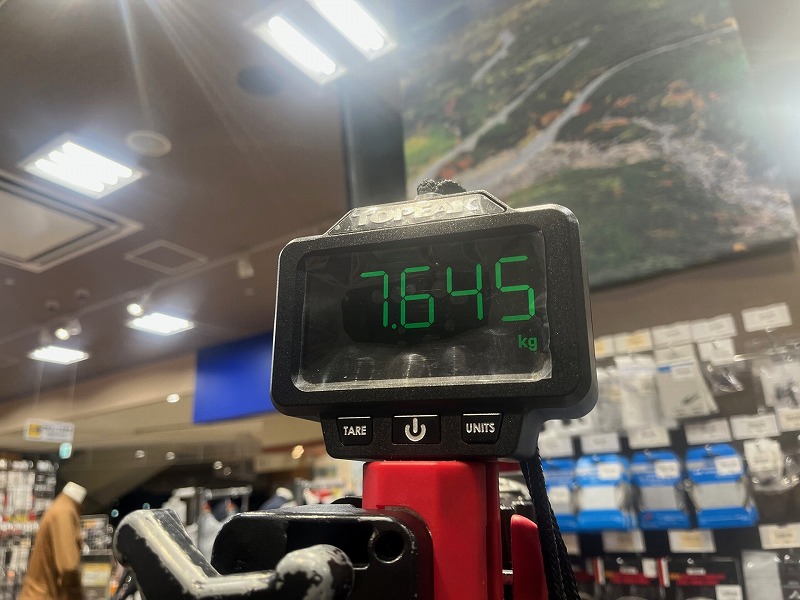 TOPEAK
7.645
kg
TARE
UNITS